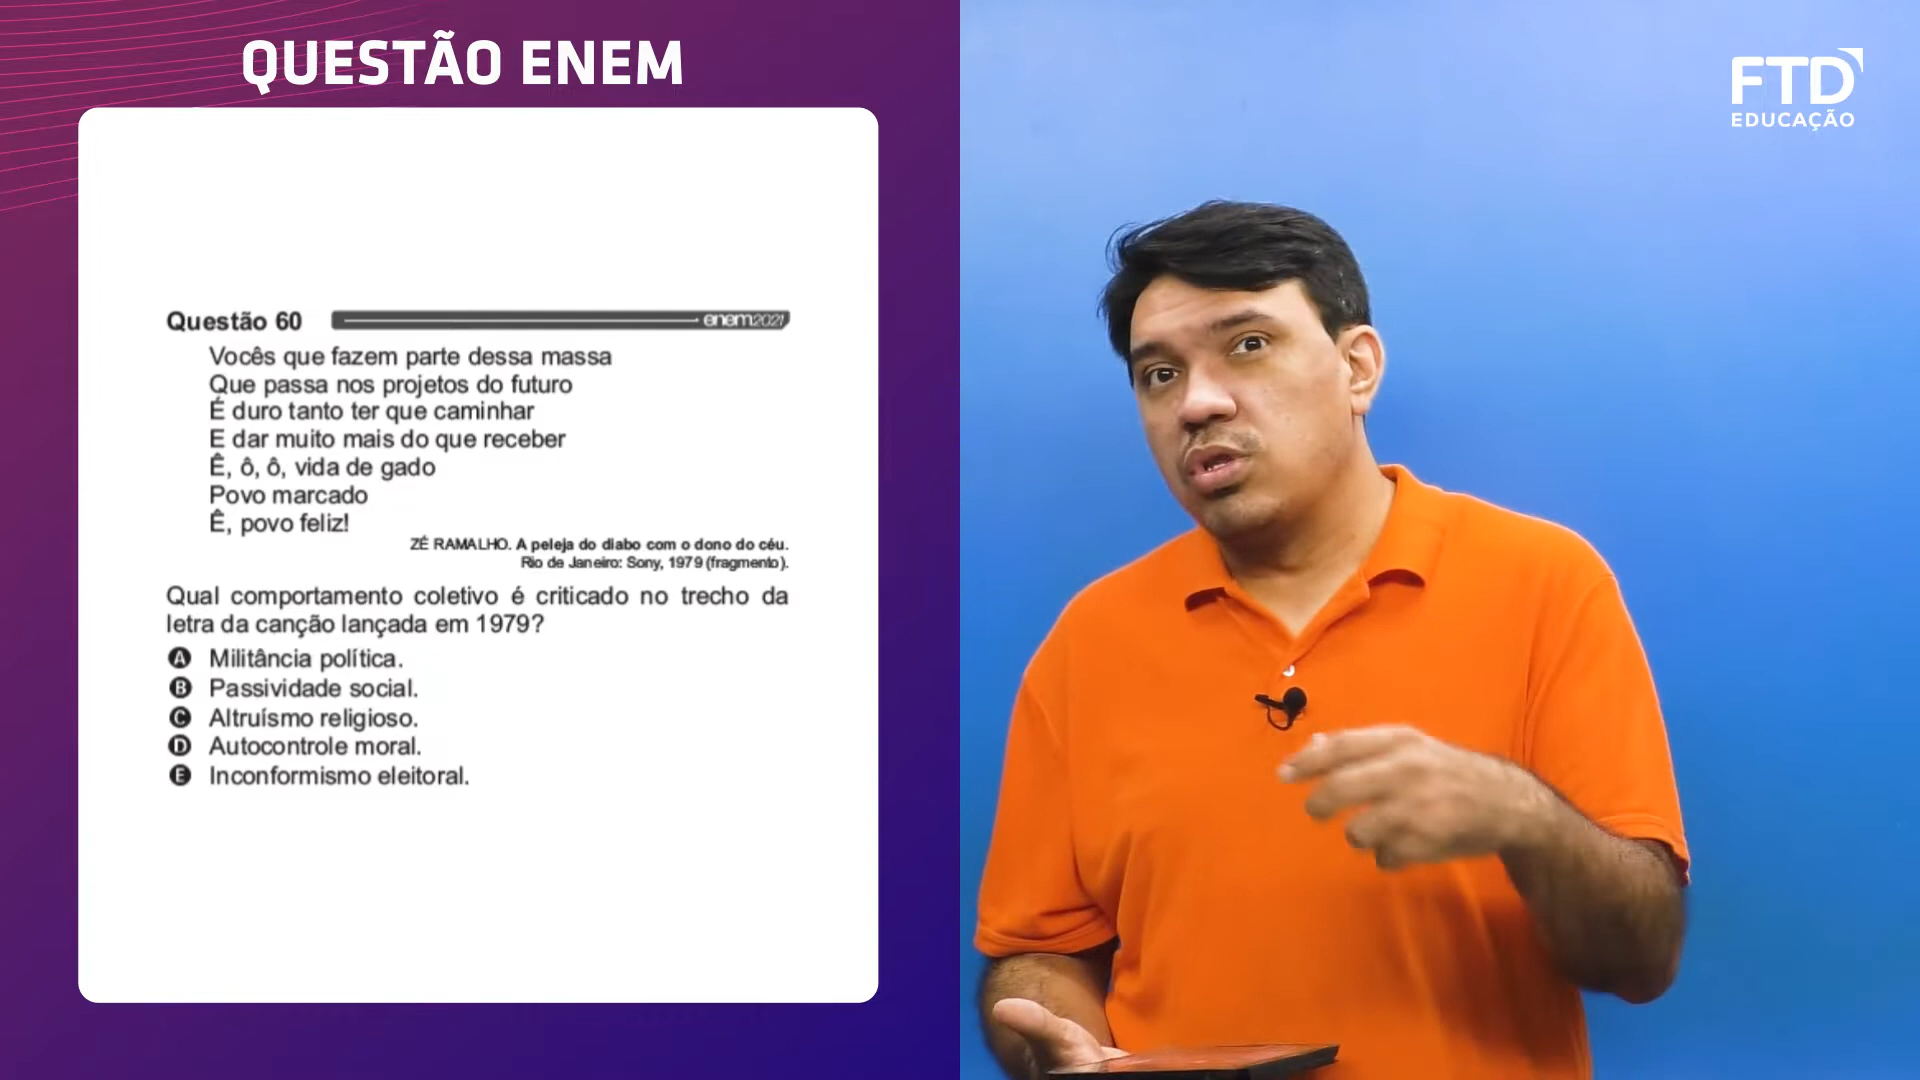 QUESTÃO ENEM
FTD
EDUCAÇÃO
Questão 60
enem2021
Vocês que fazem parte dessa massa
Que passa nos projetos do futuro
É duro tanto ter que caminhar
E dar muito mais do que receber
Ê, ô, ô, vida de gado
Povo marcado
Ê, povo feliz!
ZÉ RAMALHO. A peleja do diabo com o dono do céu.
Rio de Janeiro: Sony, 1979 (fragmento).
Qual comportamento coletivo é criticado no trecho da
letra da canção lançada em 1979?
A Militância política.
B Passividade social.
C Altruísmo religioso.
D Autocontrole moral.
E Inconformismo eleitoral.